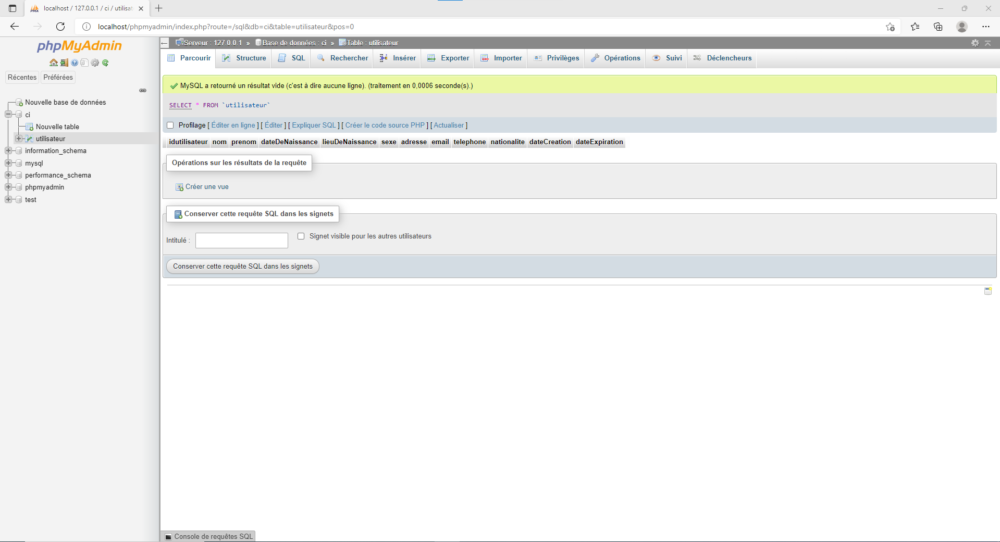 localhost / 127.0.0.1 / ci / utilisat
localhost/phpmyadmin/index.php?route=/sql&db=ci&table=utilisateur&pos=0
phpMyAdmin
Récentes
Préférées
Nouvelle base de données
ci
Nouvelle table
utilisateur
information_schema
mysql
performance_schema
phpmyadmin
test
Serveur : 127.0.0.1 » Base de données : ci » Table : utilisateur
Parcourir Structure SQL Rechercher Insérer Exporter Importer Privilèges Opérations Suivi Déclencheurs
MySQL a retourné un résultat vide (c'est à dire aucune ligne). (traitement en 0,0006 seconde(s).)
SELECT * FROM `utilisateur`
Profilage [ Éditer en ligne ] [ Éditer ] [ Expliquer SQL ] [ Créer le code source PHP ] [ Actualiser ]
idutilisateur nom prenom dateDeNaissance lieuDeNaissance sexe adresse email telephone nationalite dateCreation dateExpiration
Opérations sur les résultats de la requête
Créer une vue
Conserver cette requête SQL dans les signets
Intitulé :
Signet visible pour les autres utilisateurs
Conserver cette requête SQL dans les signets
Console de requêtes SQL